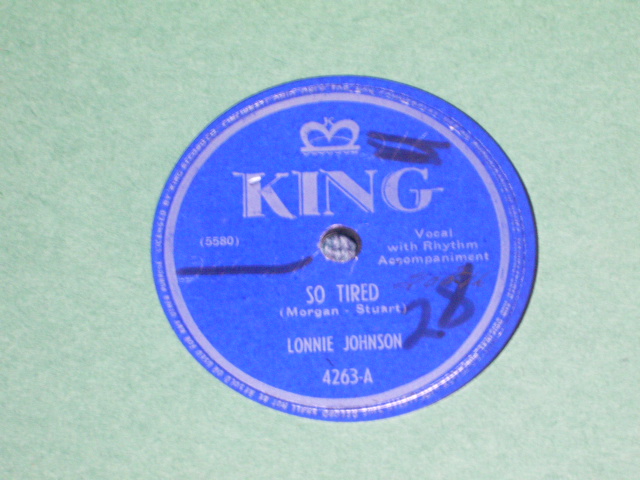 KING
(5580)
Vocal
with Rhythm
Accompaniment
SO TIRED
(Morgan - Stuart)
28
LONNIE JOHNSON
4263-A